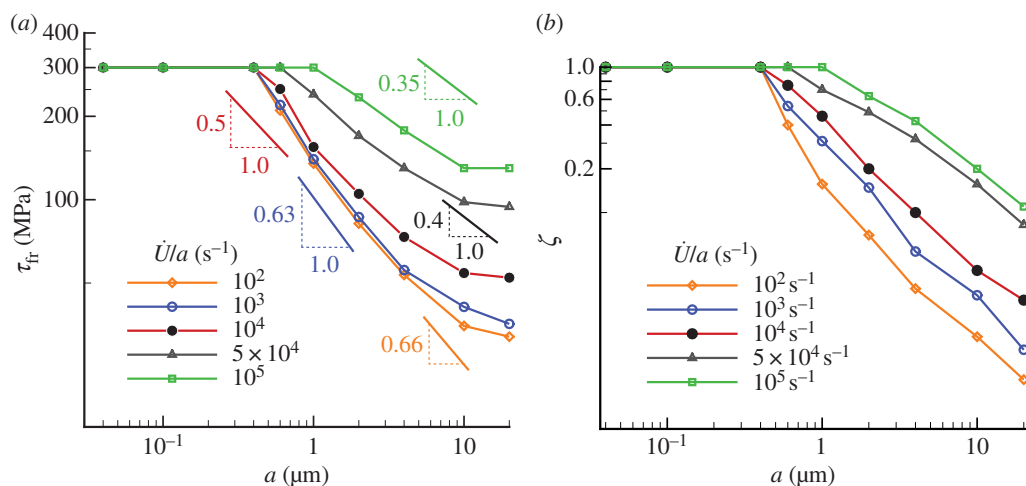 (a)
400
300
200
100
τfr (MPa)
0.5
1.0
0.63
1.0
0.35
1.0
0.4
1.0
0.66
U̇/a (s–1)
10²
10³
10⁴
5 × 10⁴
10⁵
10–1
1
10
a (μm)
(b)
1.0
0.6
0.2
ζ
U̇/a (s–1)
10² s–1
10³ s–1
10⁴ s–1
5 × 10⁴ s–1
10⁵ s–1
10–1
1
10
a (μm)